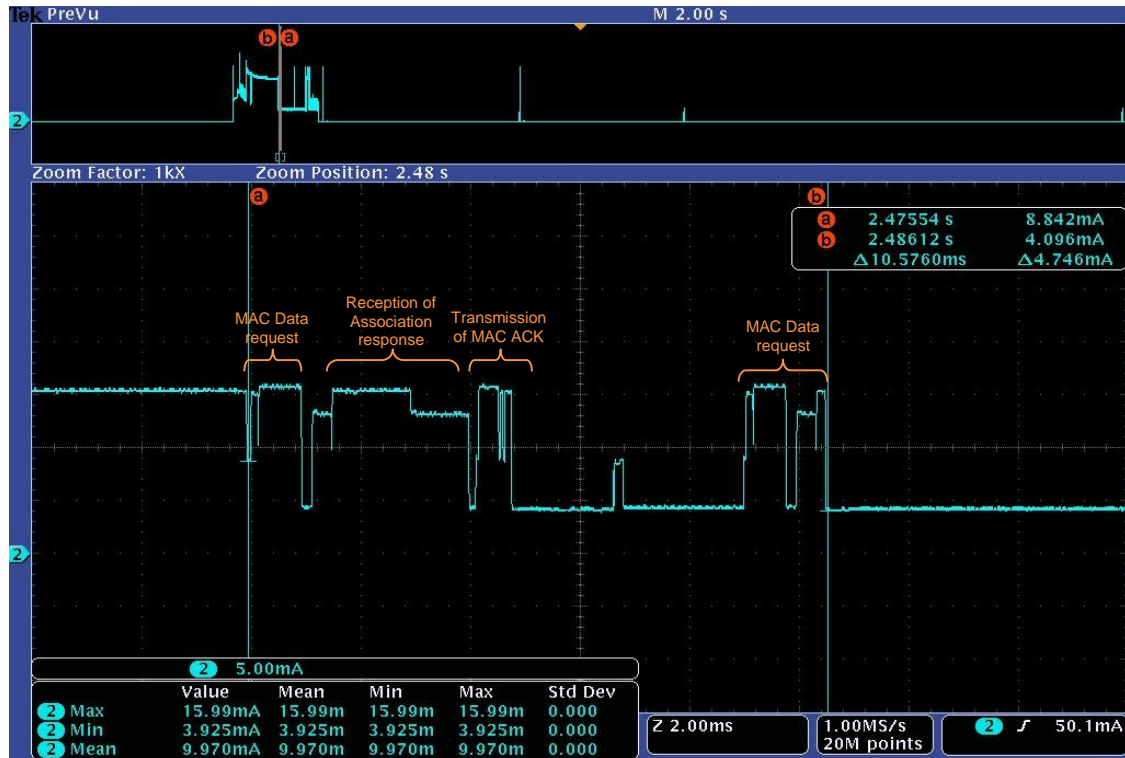 Tek PreVu M 2.00 s
b a
2
Zoom Factor: 1kX Zoom Position: 2.48 s
a b
a 2.47554 s 8.842mA
b 2.48612 s 4.096mA
Δ10.5760ms Δ4.746mA
MAC Data
request
Reception of
Association
response
Transmission
of MAC ACK
MAC Data
request
2
2 5.00mA
Value Mean Min Max Std Dev
2 Max 15.99mA 15.99m 15.99m 15.99m 0.000
2 Min 3.925mA 3.925m 3.925m 3.925m 0.000
2 Mean 9.970mA 9.970m 9.970m 9.970m 0.000
Z 2.00ms
1.00MS/s
20M points
2 50.1mA